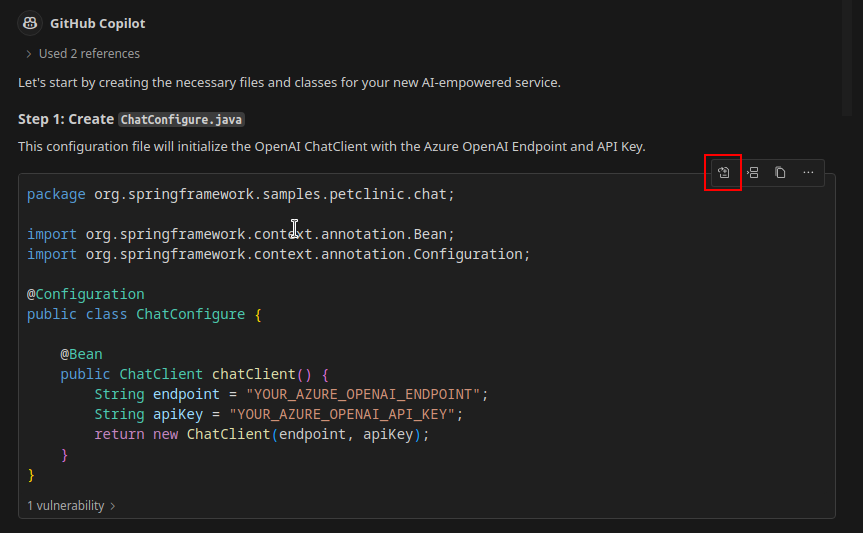 GitHub Copilot
Used 2 references
Let's start by creating the necessary files and classes for your new AI-empowered service.
Step 1: Create ChatConfigure.java
This configuration file will initialize the OpenAI ChatClient with the Azure OpenAI Endpoint and API Key.
package org.springframework.samples.petclinic.chat;
import org.springframework.context.annotation.Bean;
import org.springframework.context.annotation.Configuration;
@Configuration
public class ChatConfigure {
@Bean
public ChatClient chatClient() {
String endpoint = "YOUR_AZURE_OPENAI_ENDPOINT";
String apiKey = "YOUR_AZURE_OPENAI_API_KEY";
return new ChatClient(endpoint, apiKey);
}
}
1 vulnerability